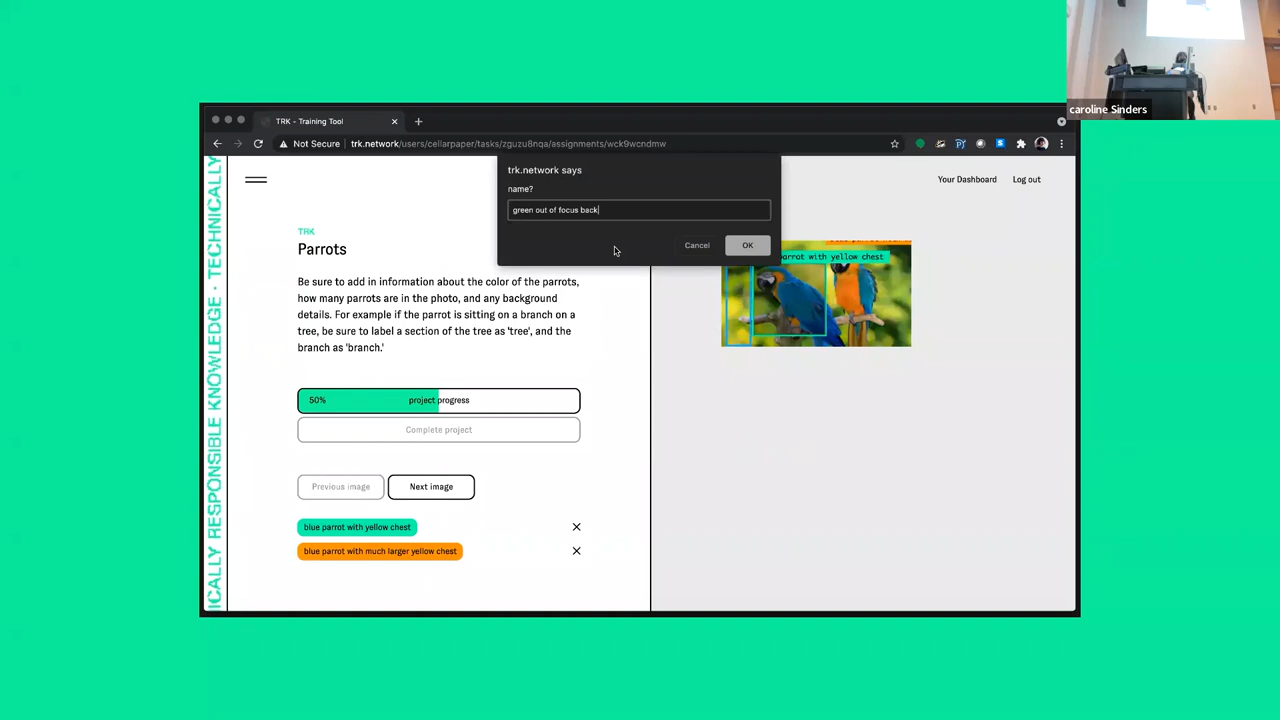 caroline Sinders
TRK - Training Tool
Not Secure
trk.network/users/cellarpaper/tasks/zguzu8nqa/assignments/wck9wcndmw
trk.network says
name?
green out of focus back
Cancel
OK
Your Dashboard
Log out
ICALLY RESPONSIBLE KNOWLEDGE · TECHNICALLY
TRK
Parrots
Be sure to add in information about the color of the parrots,
how many parrots are in the photo, and any background
details. For example if the parrot is sitting on a branch on a
tree, be sure to label a section of the tree as 'tree', and the
branch as 'branch.'
arrot with yellow chest
50%
project progress
Complete project
Previous image
Next image
blue parrot with yellow chest
blue parrot with much larger yellow chest